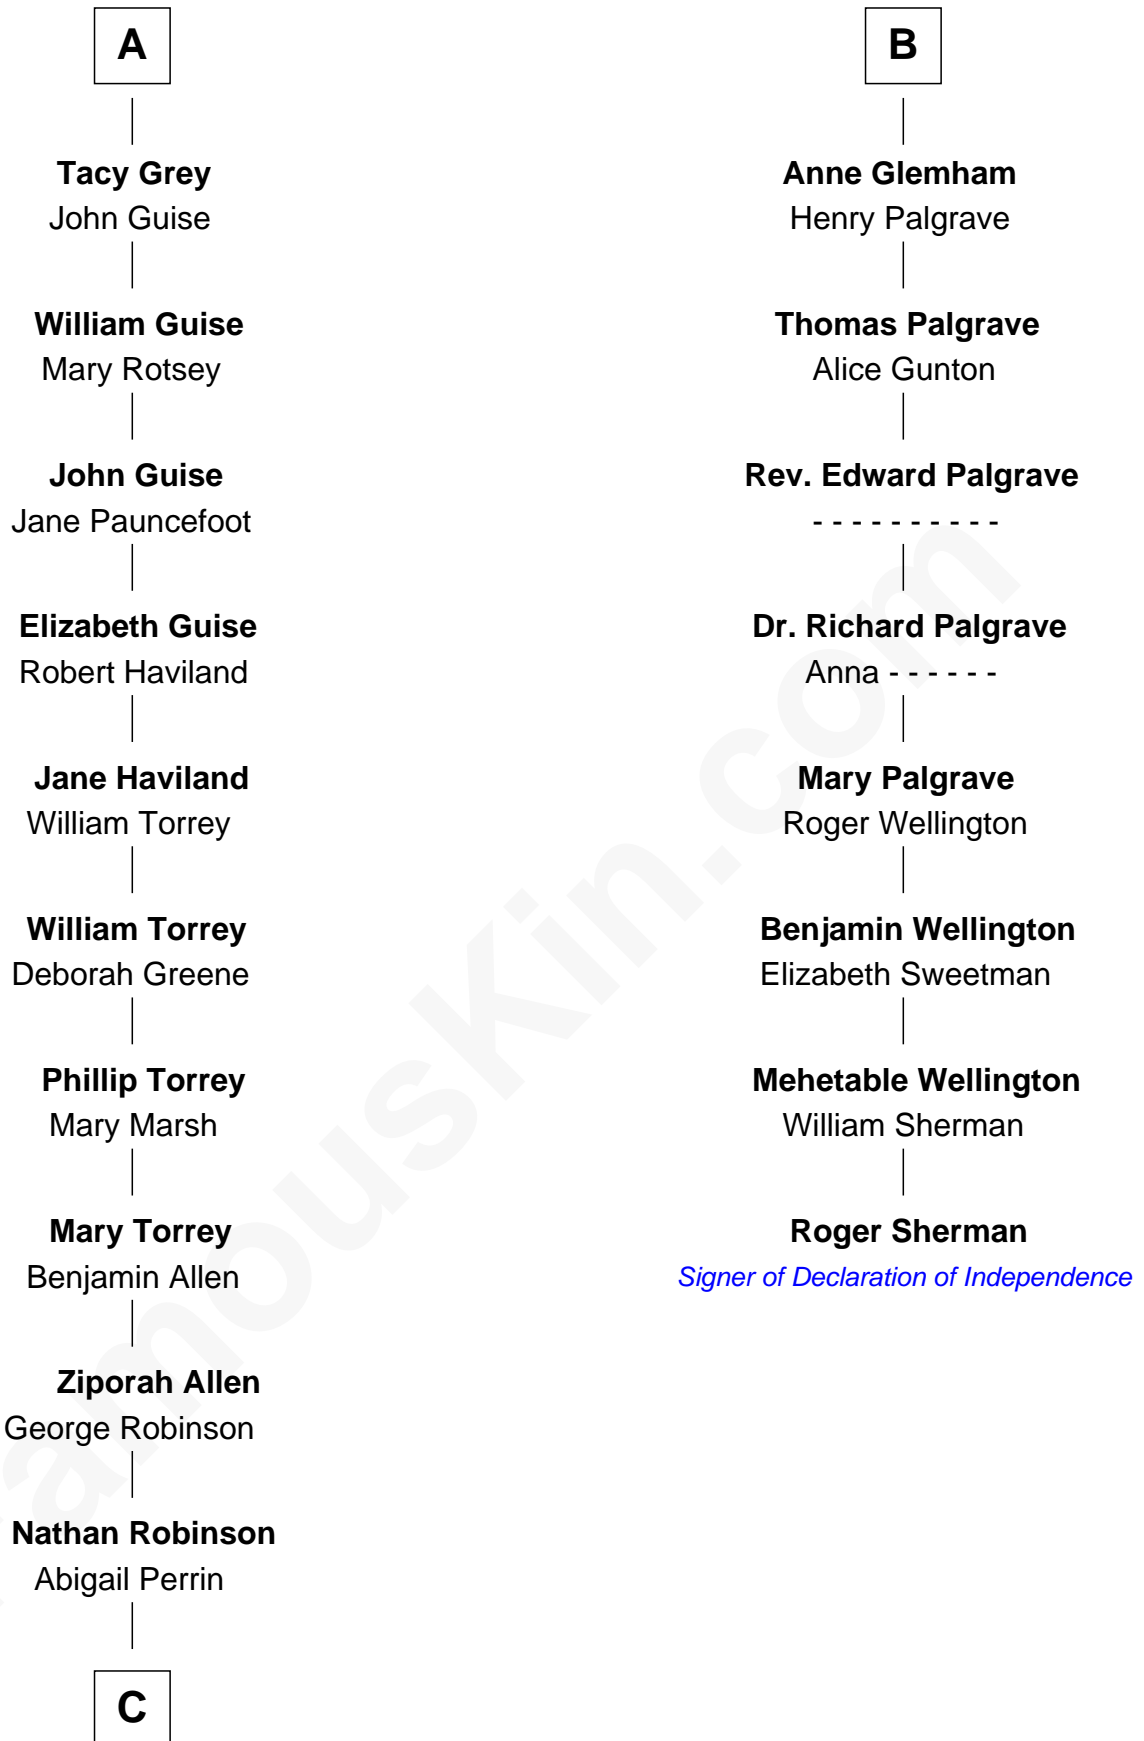 A
Tacy Grey
John Guise
William Guise
Mary Rotsey
John Guise
Jane Pauncefoot
Elizabeth Guise
Robert Haviland
Jane Haviland
William Torrey
William Torrey
Deborah Greene
Phillip Torrey
Mary Marsh
Mary Torrey
Benjamin Allen
Ziporah Allen
George Robinson
Nathan Robinson
Abigail Perrin
C
B
Anne Glemham
Henry Palgrave
Thomas Palgrave
Alice Gunton
Rev. Edward Palgrave
- - - - - - - - - -
Dr. Richard Palgrave
Anna - - - - - -
Mary Palgrave
Roger Wellington
Benjamin Wellington
Elizabeth Sweetman
Mehetable Wellington
William Sherman
Roger Sherman
Signer of Declaration of Independence
FamousKin.com